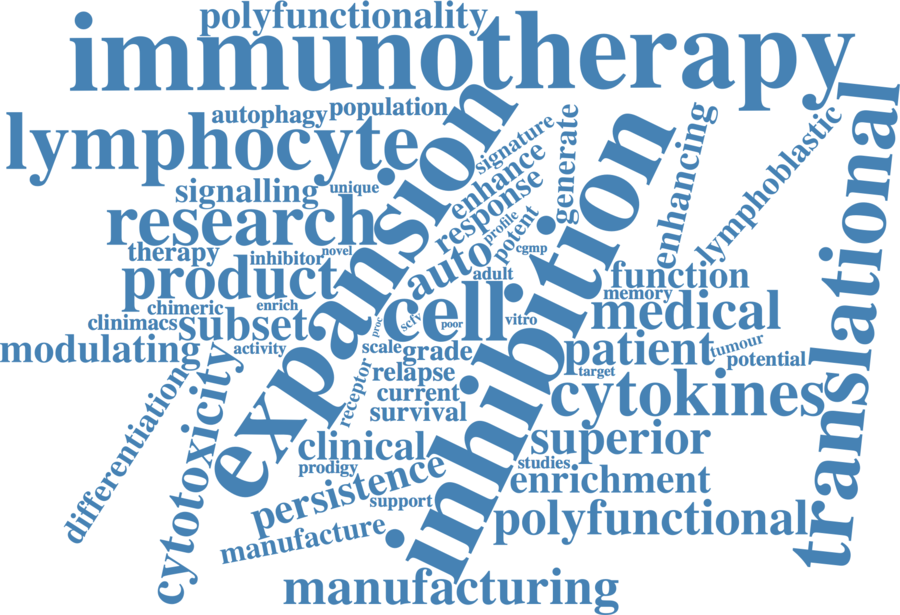 polyfunctionality
immunotherapy
autophagy
population
lymphocyte
expansion
signature
generate
enhancing
lymphoblastic
translational
signalling
unique
enhance
response
research
profile
potent
inhibition
therapy
inhibitor
novel
auto
cgmp
product
adult
function
chimeric
enrich
cell
memory
medical
clinimacs
subset
proc
scfv
poor
vitro
modulating
activity
scale
grade
patient
tumour
potential
relapse
target
differentiating
cytotoxicity
receptor
current
cytokines
survival
clinical
superior
prodigy
studies
persistence
enrichment
support
manufacture
polyfunctional
manufacturing